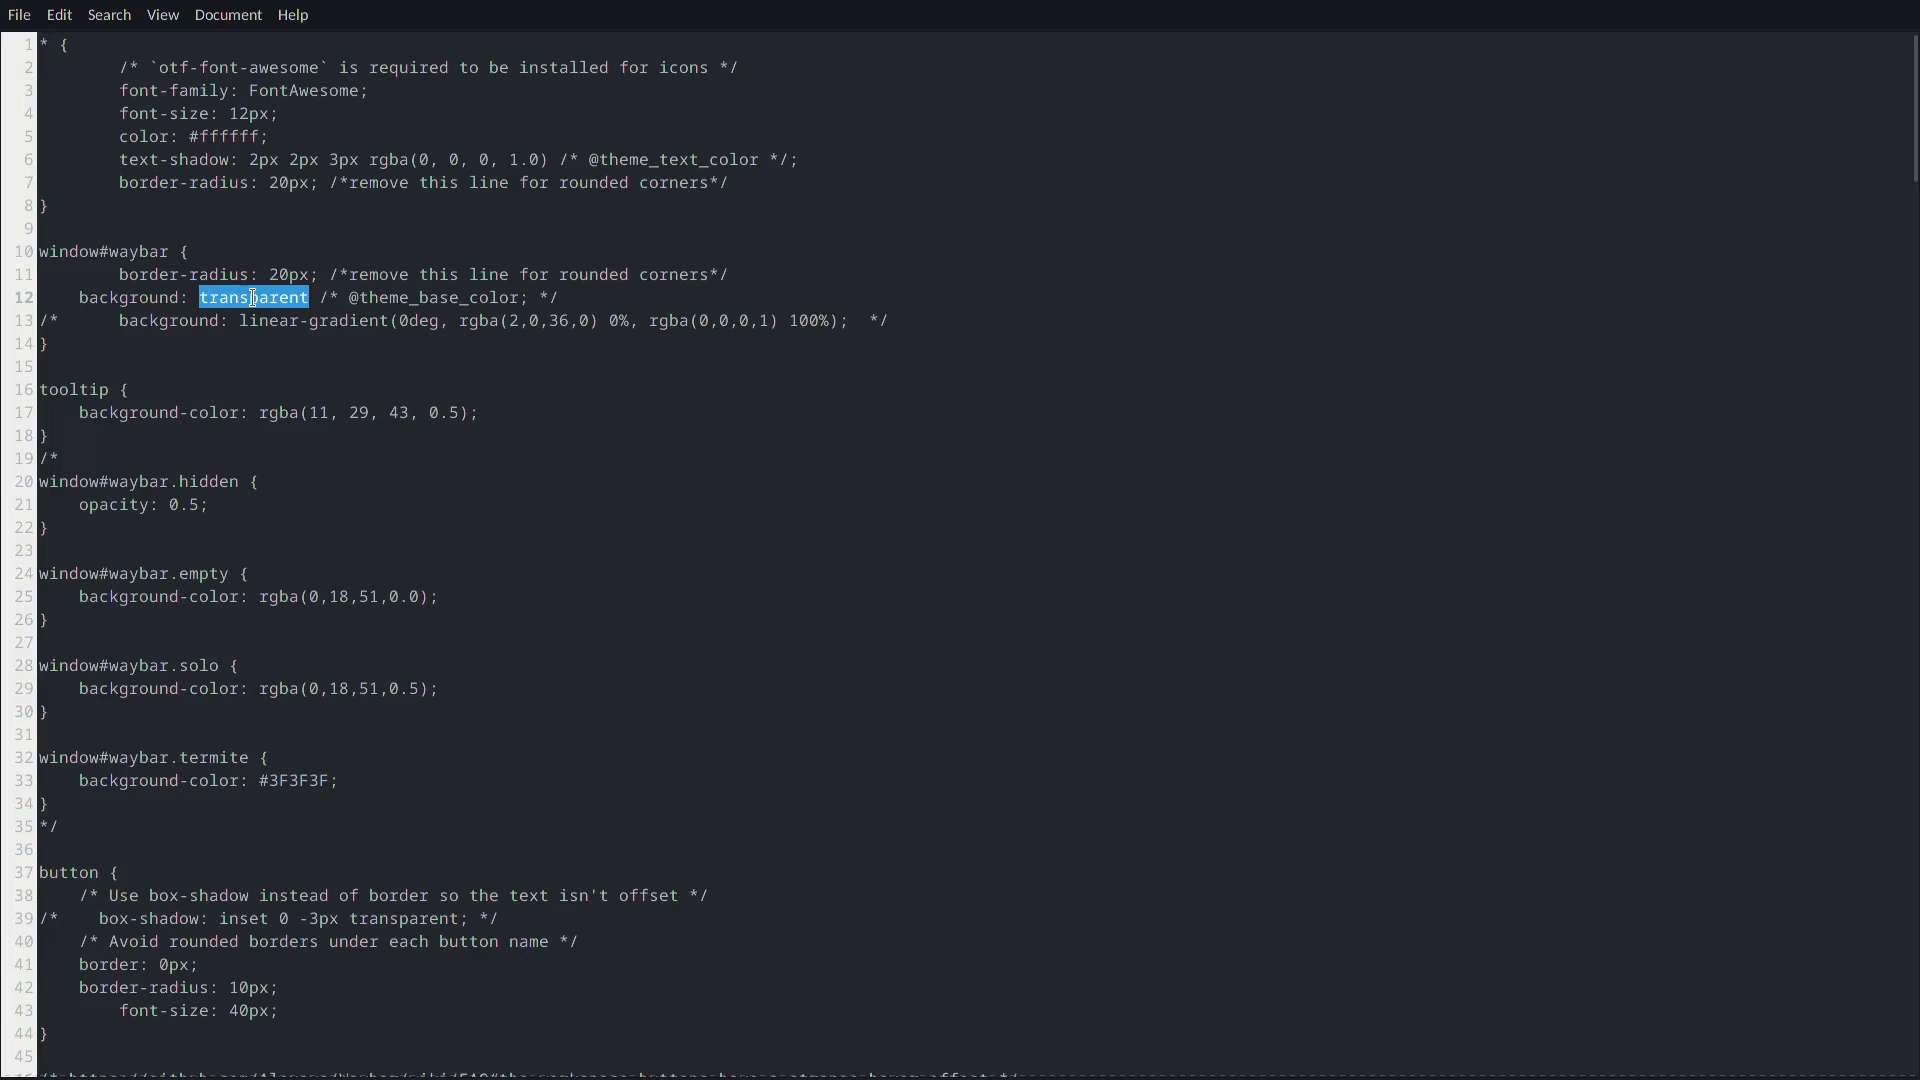 File Edit Search View Document Help
1 * {
2         /* `otf-font-awesome` is required to be installed for icons */
3         font-family: FontAwesome;
4         font-size: 12px;
5         color: #ffffff;
6         text-shadow: 2px 2px 3px rgba(0, 0, 0, 1.0) /* @theme_text_color */;
7         border-radius: 20px; /*remove this line for rounded corners*/
8 }
9
10 window#waybar {
11         border-radius: 20px; /*remove this line for rounded corners*/
12     background: transparent /* @theme_base_color; */
13 /*      background: linear-gradient(0deg, rgba(2,0,36,0) 0%, rgba(0,0,0,1) 100%);  */
14 }
15
16 tooltip {
17     background-color: rgba(11, 29, 43, 0.5);
18 }
19 /*
20 window#waybar.hidden {
21     opacity: 0.5;
22 }
23
24 window#waybar.empty {
25     background-color: rgba(0,18,51,0.0);
26 }
27
28 window#waybar.solo {
29     background-color: rgba(0,18,51,0.5);
30 }
31
32 window#waybar.termite {
33     background-color: #3F3F3F;
34 }
35 */
36
37 button {
38     /* Use box-shadow instead of border so the text isn't offset */
39 /*    box-shadow: inset 0 -3px transparent; */
40     /* Avoid rounded borders under each button name */
41     border: 0px;
42     border-radius: 10px;
43         font-size: 40px;
44 }
45